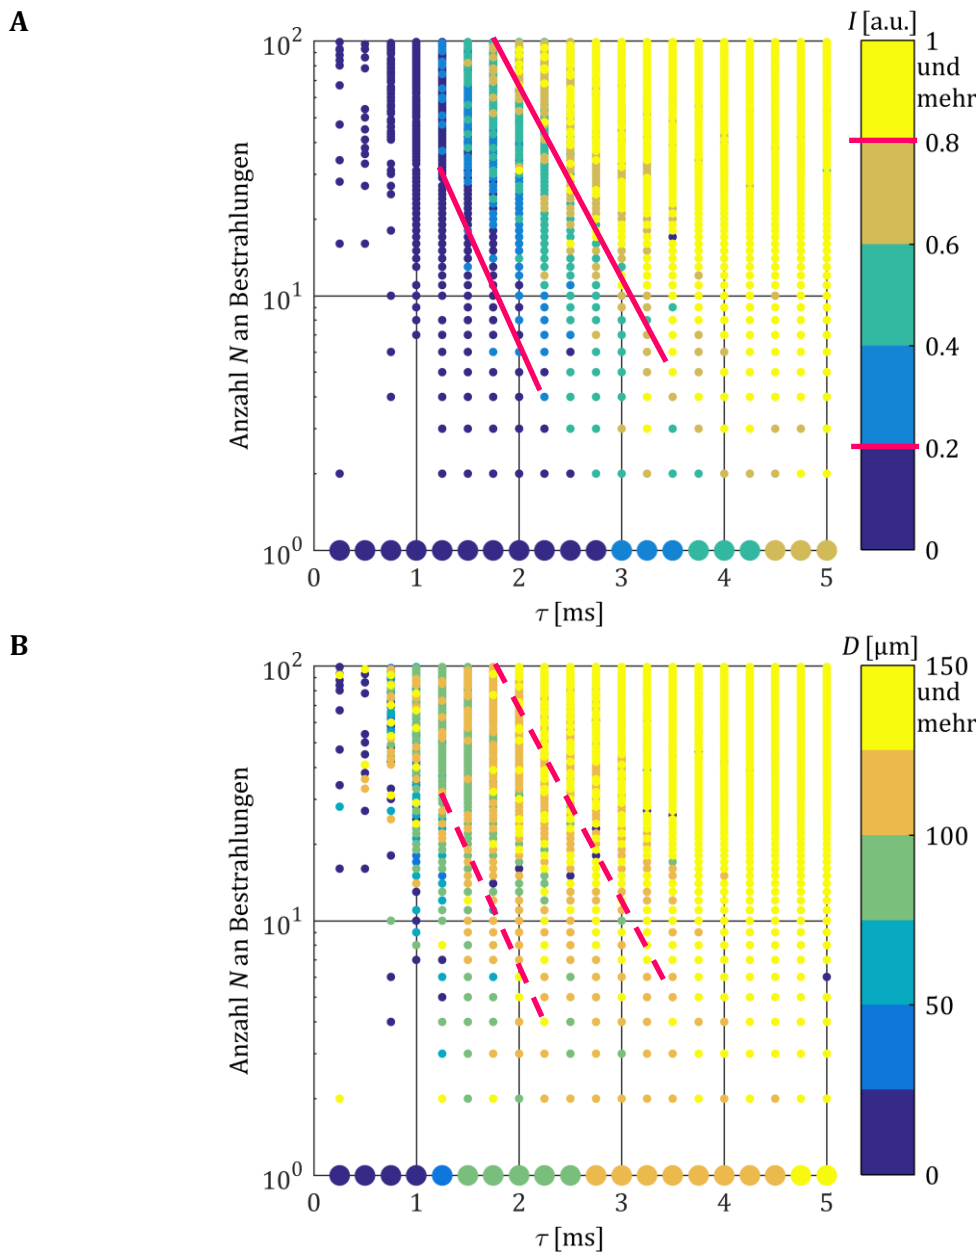 A
I [a.u.]
1
und
mehr
0.8
0.6
0.4
0.2
0
Anzahl N an Bestrahlungen
10²
10¹
10⁰
0 1 2 3 4 5
τ [ms]
B
D [µm]
150
und
mehr
100
50
0
Anzahl N an Bestrahlungen
10²
10¹
10⁰
0 1 2 3 4 5
τ [ms]